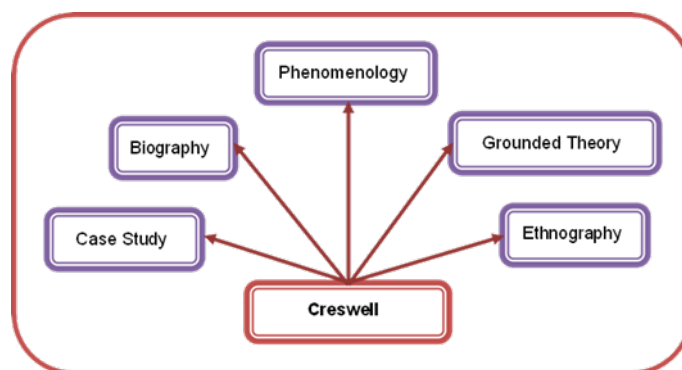 Phenomenology
Biography
Grounded Theory
Case Study
Ethnography
Creswell